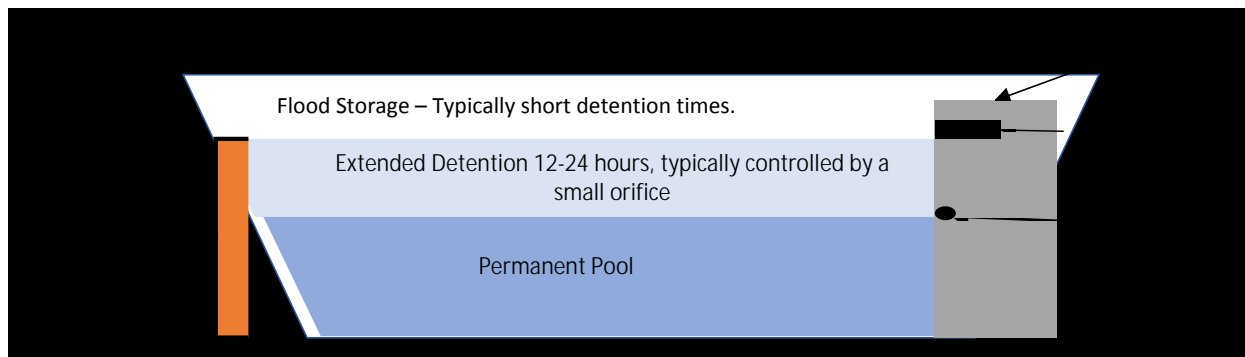 Flood Storage – Typically short detention times.
Extended Detention 12-24 hours, typically controlled by a
small orifice
Permanent Pool